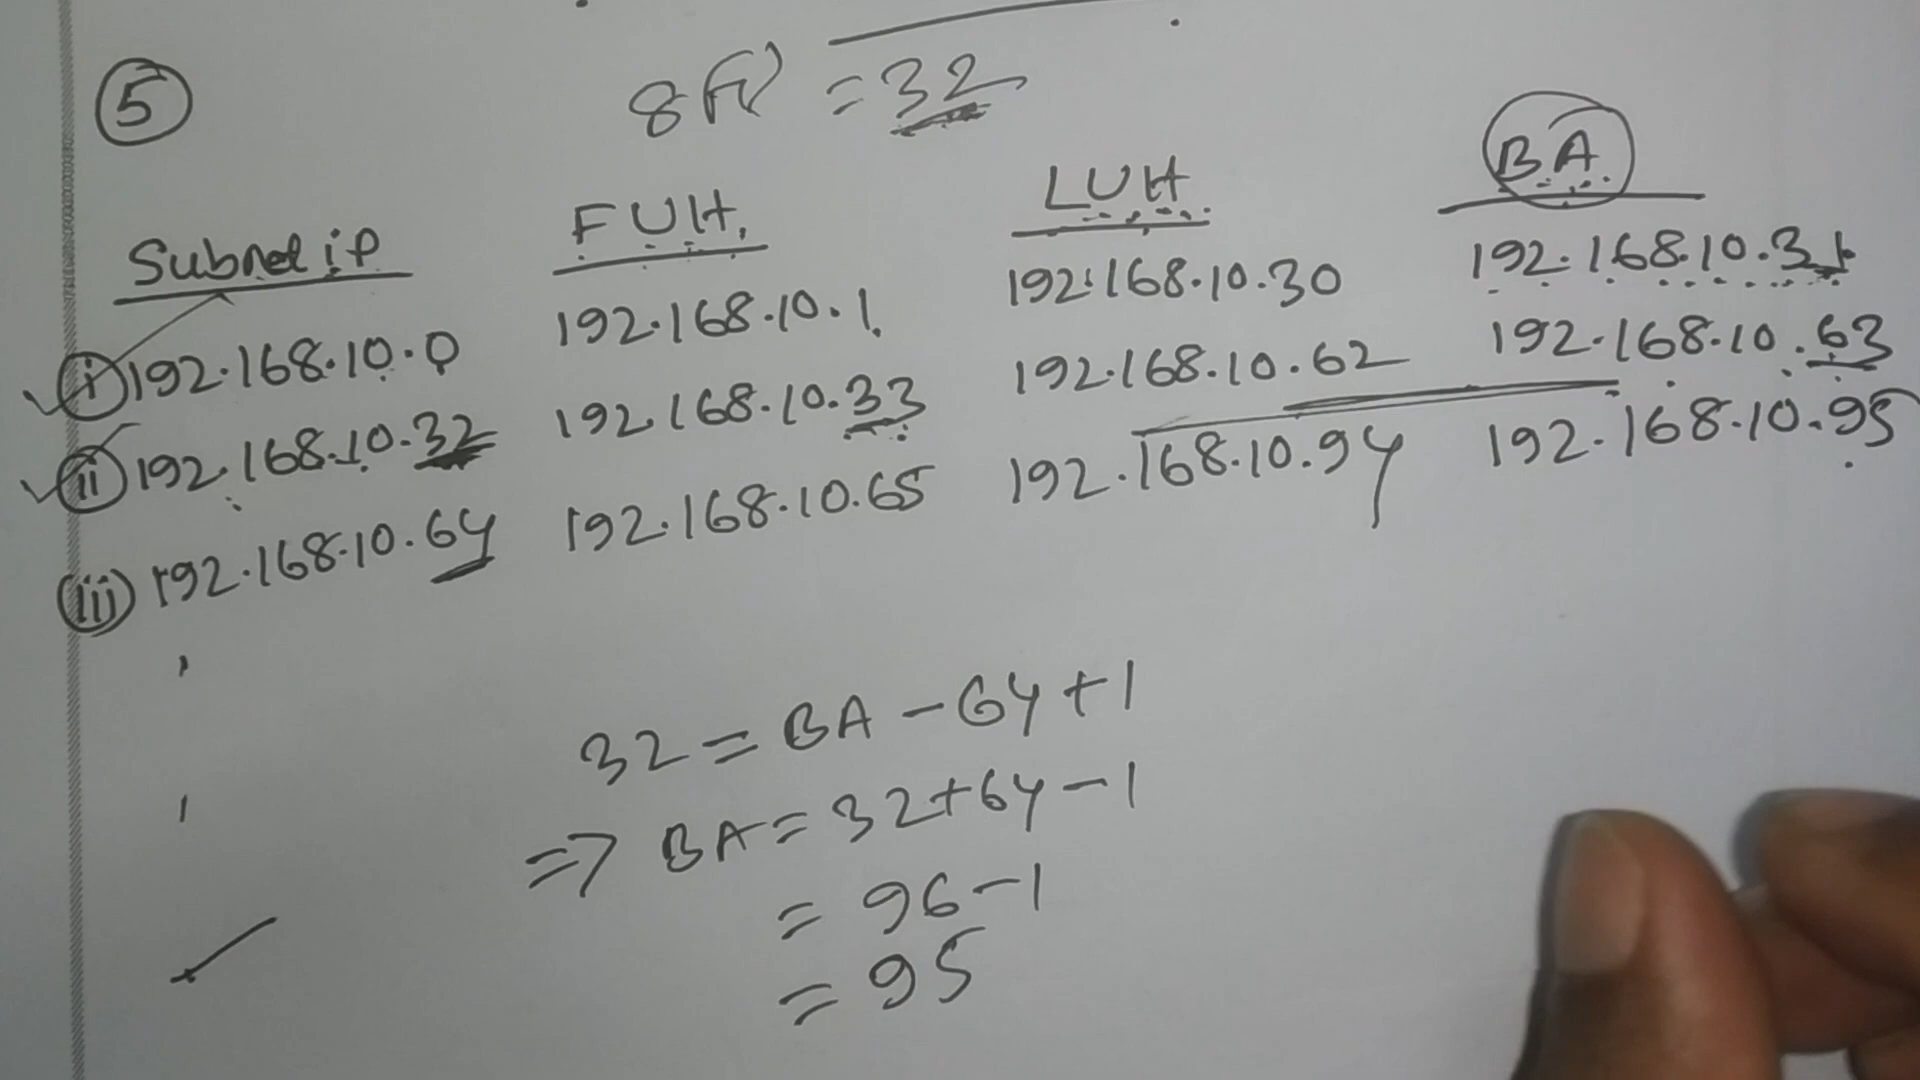 5
= 32
Subnet ip FUH. LUH BA
i 192.168.10.0 192.168.10.1. 192.168.10.30 192.168.10.31
ii 192.168.10.32 192.168.10.33 192.168.10.62 192.168.10.63
(iii) 192.168.10.64 192.168.10.65 192.168.10.94 192.168.10.95
32 = BA - 64 + 1
=> BA = 32 + 64 - 1
= 96 - 1
= 95